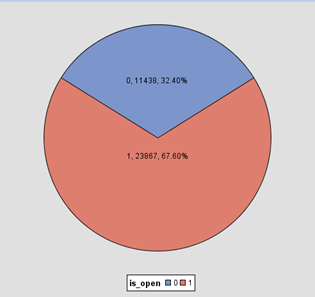 0, 11438, 32.40%
1, 23867, 67.60%
is_open 0 1